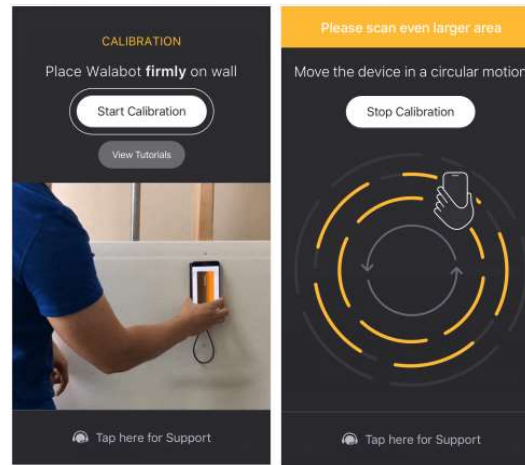 CALIBRATION
Place Walabot firmly on wall
Start Calibration
View Tutorials
Tap here for Support
Please scan even larger area
Move the device in a circular motion
Stop Calibration
Tap here for Support